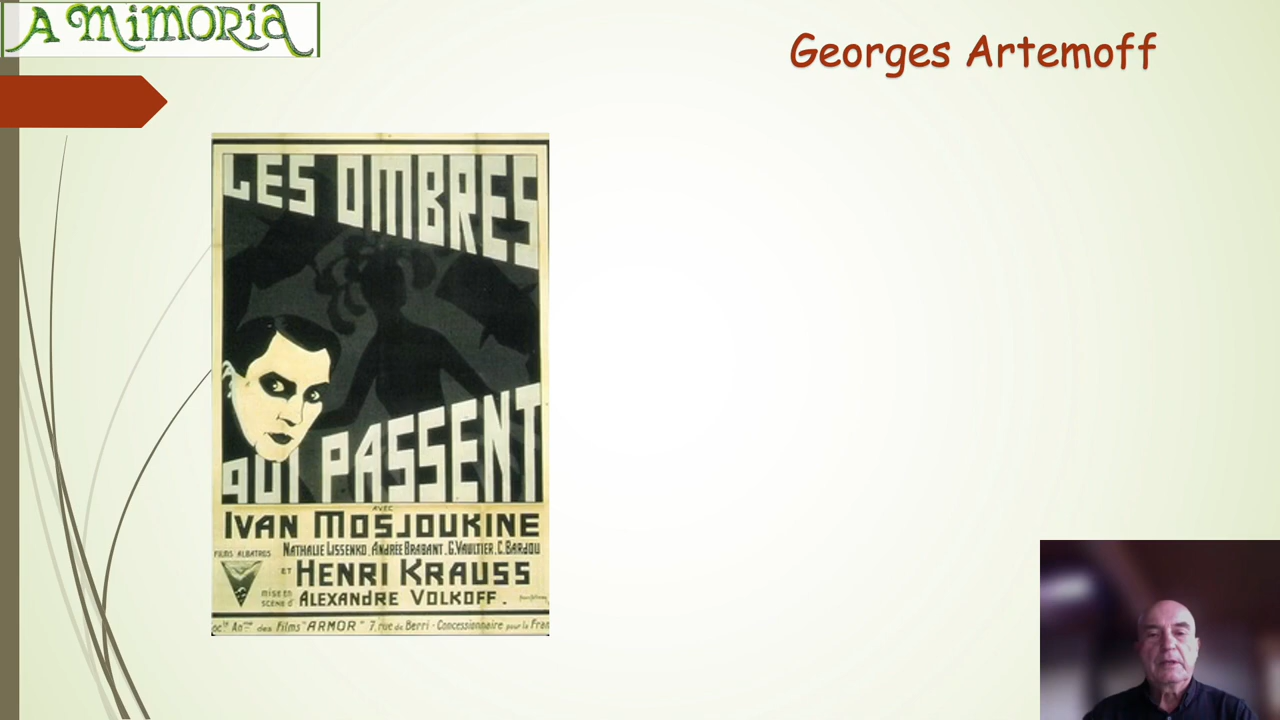 A MIMORIA
Georges Artemoff
LES OMBRES
QUI PASSENT
AVEC
IVAN MOSJOUKINE
FILMS ALBATROS
NATHALIE LISSENKO, ANDRÉE BRABANT, G. VAULTIER, C. BARDOU
ET HENRI KRAUSS
MISE EN
SCÈNE d' ALEXANDRE VOLKOFF.
des Films "ARMOR" 7, rue de Berri - Concessionnaire pour la Fran